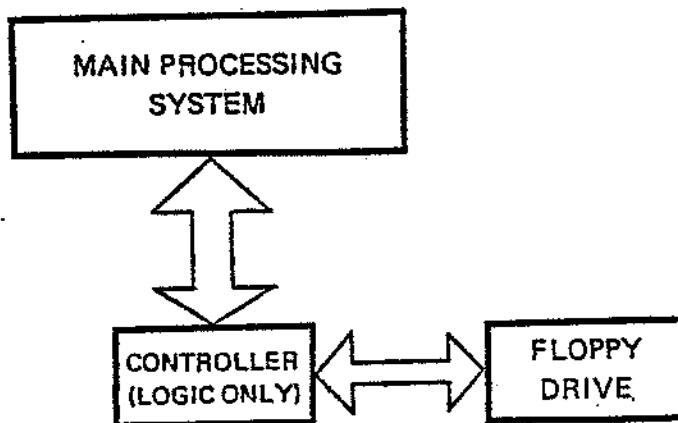 MAIN PROCESSING
SYSTEM
CONTROLLER
(LOGIC ONLY)
FLOPPY
DRIVE